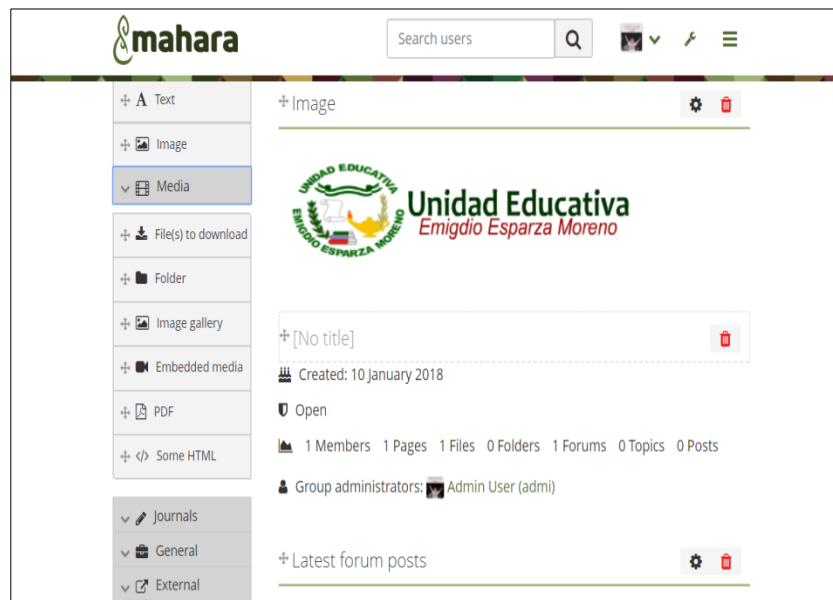 mahara
Search users
Text
Image
Media
File(s) to download
Folder
Image gallery
Embedded media
PDF
</> Some HTML
Journals
General
External
Image
UNIDAD EDUCATIVA
EMIGDIO ESPARZA MORENO
Unidad Educativa
Emigdio Esparza Moreno
[No title]
Created: 10 January 2018
Open
1 Members 1 Pages 1 Files 0 Folders 1 Forums 0 Topics 0 Posts
Group administrators: Admin User (admi)
Latest forum posts